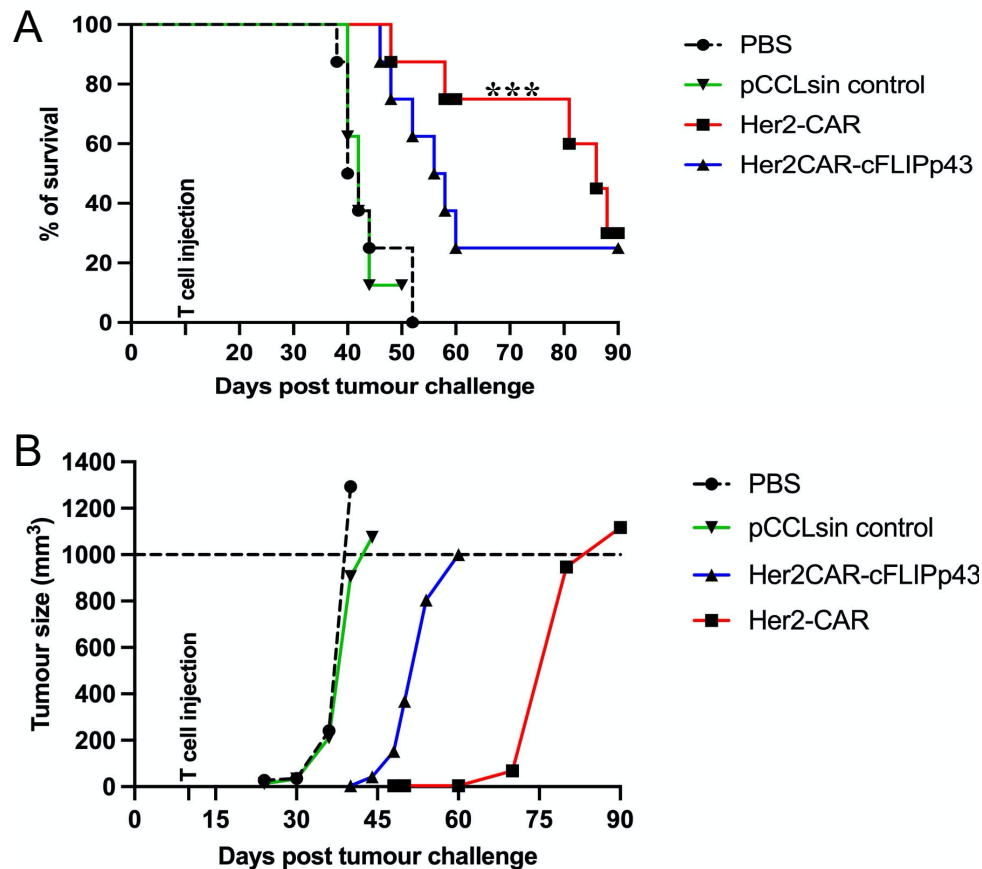 A
100
80
60
40
20
0
% of survival
T cell injection
***
0
20
20
30
40
50
60
70
80
90
Days post tumour challenge
PBS
pCCLsin control
Her2-CAR
Her2CAR-cFLIPp43
B
1400
1200
1000
800
600
400
200
0
Tumour size (mm³)
T cell injection
0
15
30
45
60
75
90
Days post tumour challenge
PBS
pCCLsin control
Her2CAR-cFLIPp43
Her2-CAR